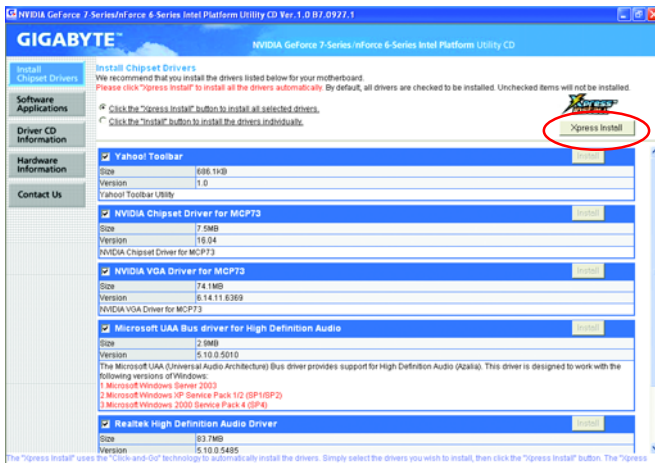 NVIDIA GeForce 7-Series/nForce 6-Series Intel Platform Utility CD Ver.1.0 B7.0927.1
GIGABYTE™
NVIDIA GeForce 7-Series/nForce 6-Series Intel Platform Utility CD
Install Chipset Drivers
Software Applications
Driver CD Information
Hardware Information
Contact Us
Install Chipset Drivers
We recommend that you install the drivers listed below for your motherboard.
Please click "Xpress Install" to install all the drivers automatically. By default, all drivers are checked to be installed. Unchecked items will not be installed.
Click the "Xpress Install" button to install all selected drivers.
Click the "Install" button to install the drivers individually.
Xpress
Xpress Install
Yahoo! Toolbar Install
Size 686.1KB
Version 1.0
Yahoo! Toolbar Utility
NVIDIA Chipset Driver for MCP73 Install
Size 7.5MB
Version 16.04
NVIDIA Chipset Driver for MCP73
NVIDIA VGA Driver for MCP73 Install
Size 74.1MB
Version 6.14.11.6369
NVIDIA VGA Driver for MCP73
Microsoft UAA Bus driver for High Definition Audio Install
Size 2.9MB
Version 5.10.0.5010
The Microsoft UAA (Universal Audio Architecture) Bus driver provides support for High Definition Audio (Azalia). This driver is designed to work with the
following versions of Windows:
1.Microsoft Windows Server 2003
2.Microsoft Windows XP Service Pack 1/2 (SP1/SP2)
3.Microsoft Windows 2000 Service Pack 4 (SP4)
Realtek High Definition Audio Driver Install
Size 83.7MB
Version 5.10.0.5485
The "Xpress Install" uses the "Click-and-Go" technology to automatically install the drivers. Simply select the drivers you wish to install, then click the "Xpress Install" button. The "Xpress